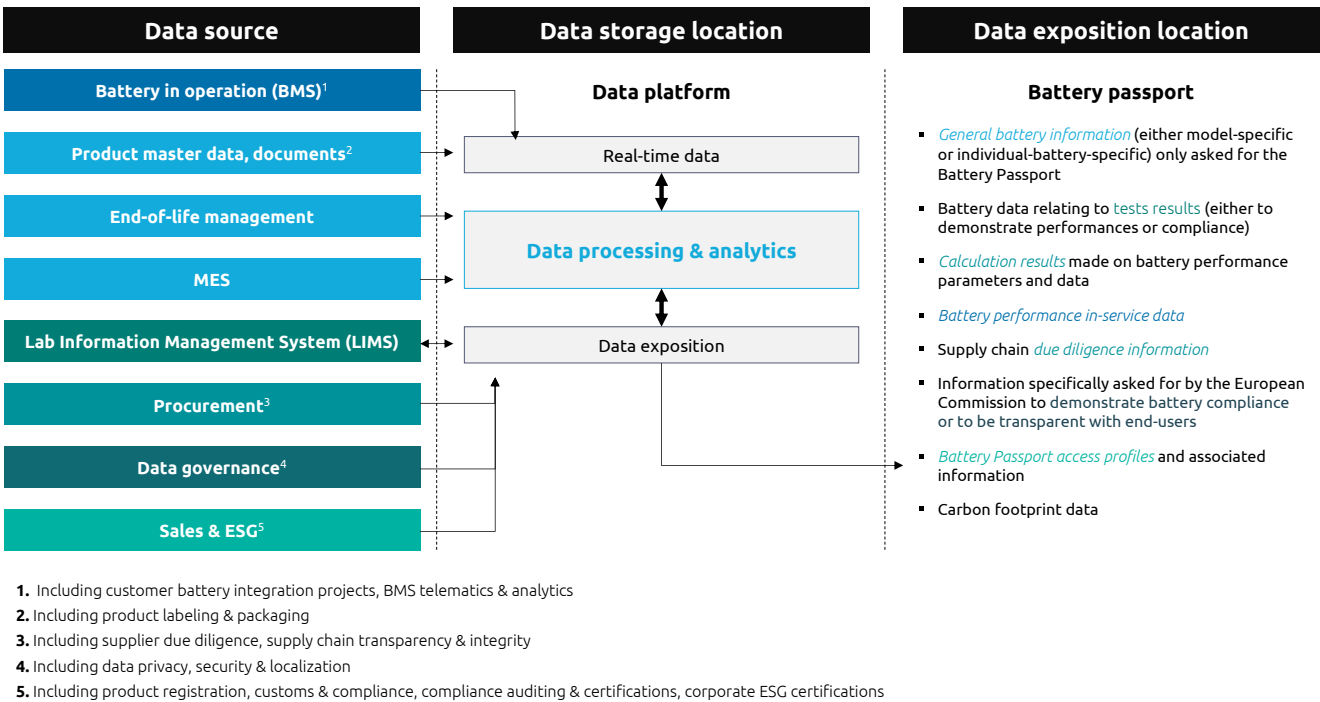 Data source
Data storage location
Data exposition location
Battery in operation (BMS)¹
Product master data, documents²
End-of-life management
MES
Lab Information Management System (LIMS)
Procurement³
Data governance⁴
Sales & ESG⁵
Data platform
Real-time data
Data processing & analytics
Data exposition
Battery passport
▪ General battery information (either model-specific
or individual-battery-specific) only asked for the
Battery Passport
▪ Battery data relating to tests results (either to
demonstrate performances or compliance)
▪ Calculation results made on battery performance
parameters and data
▪ Battery performance in-service data
▪ Supply chain due diligence information
▪ Information specifically asked for by the European
Commission to demonstrate battery compliance
or to be transparent with end-users
▪ Battery Passport access profiles and associated
information
▪ Carbon footprint data
1. Including customer battery integration projects, BMS telematics & analytics
2. Including product labeling & packaging
3. Including supplier due diligence, supply chain transparency & integrity
4. Including data privacy, security & localization
5. Including product registration, customs & compliance, compliance auditing & certifications, corporate ESG certifications